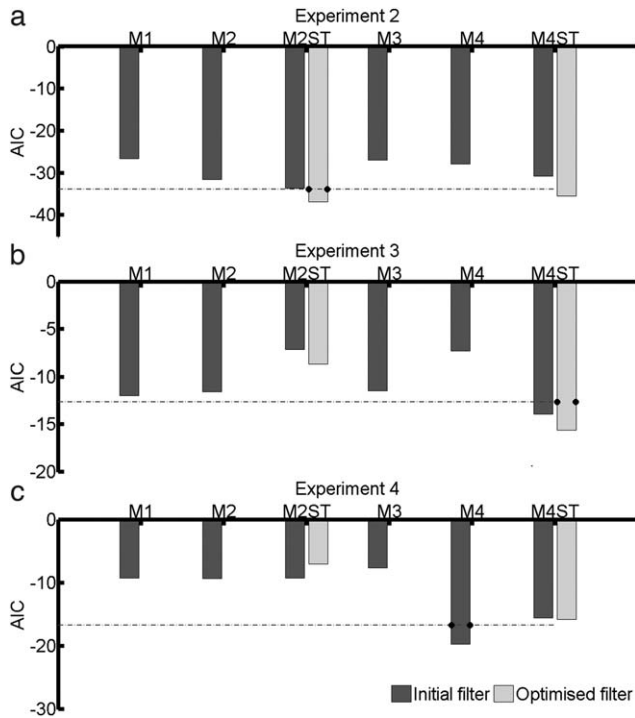 a
Experiment 2
M1 M2 M2ST M3 M4 M4ST
0
-10
-20
-30
-40
AIC
b
Experiment 3
M1 M2 M2ST M3 M4 M4ST
0
-5
-10
-15
-20
AIC
c
Experiment 4
M1 M2 M2ST M3 M4 M4ST
0
-10
-20
-30
AIC
Initial filter Optimised filter